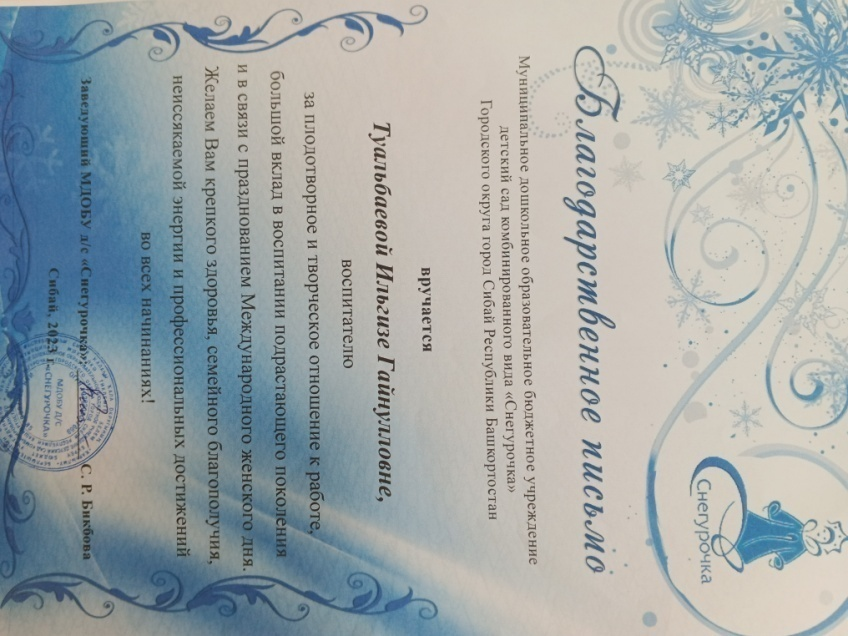 Снегурочка
Благодарственное письмо
Муниципальное дошкольное образовательное бюджетное учреждение
детский сад комбинированного вида «Снегурочка»
Городского округа город Сибай Республики Башкортостан
вручается
Туальбаевой Ильгизе Гайнулловне,
воспитателю
за плодотворное и творческое отношение к работе,
большой вклад в воспитании подрастающего поколения
и в связи с празднованием Международного женского дня.
Желаем Вам крепкого здоровья, семейного благополучия,
неиссякаемой энергии и профессиональных достижений
во всех начинаниях!
Заведующий МДОБУ д/с «Снегурочка» С. Р. Бикбова
Сибай, 2023 г.
МДОБУ Д/С
«СНЕГУРОЧКА»